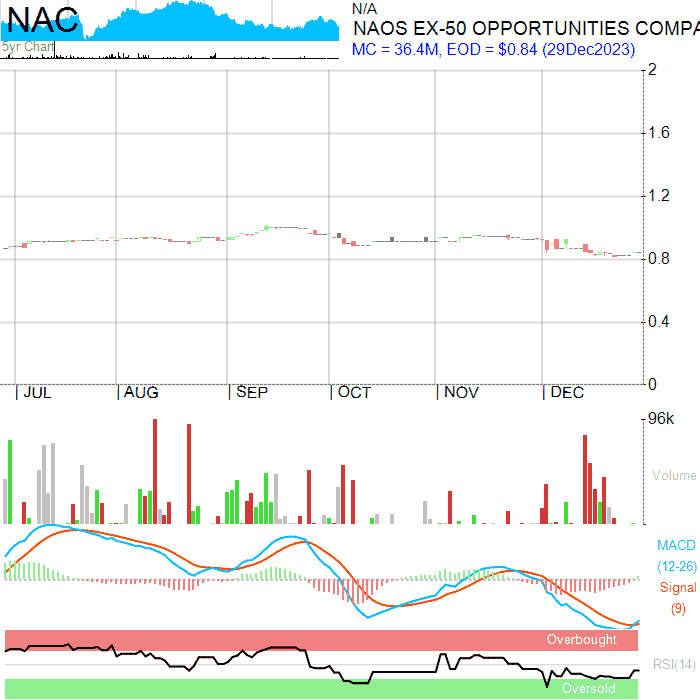 NAC
5yr Chart
N/A
NAOS EX-50 OPPORTUNITIES COMPA
MC = 36.4M, EOD = $0.84 (29Dec2023)
2
1.6
1.2
0.8
0.4
0
JUL AUG SEP OCT NOV DEC
96k
Volume
MACD
(12-26)
Signal
(9)
Overbought
RSI(14)
Oversold